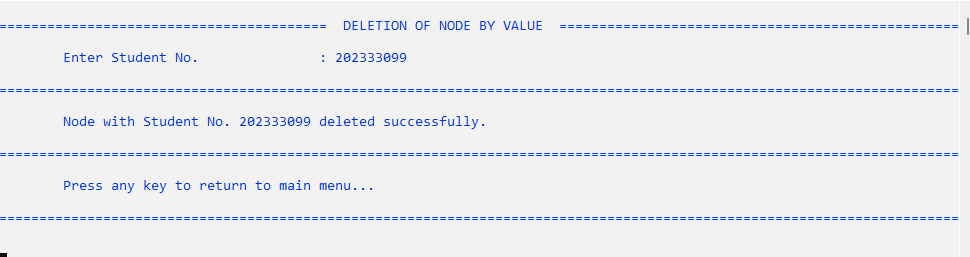 ========================================= DELETION OF NODE BY VALUE ==================================================
Enter Student No. : 202333099
========================================================================================================================
Node with Student No. 202333099 deleted successfully.
========================================================================================================================
Press any key to return to main menu...
========================================================================================================================